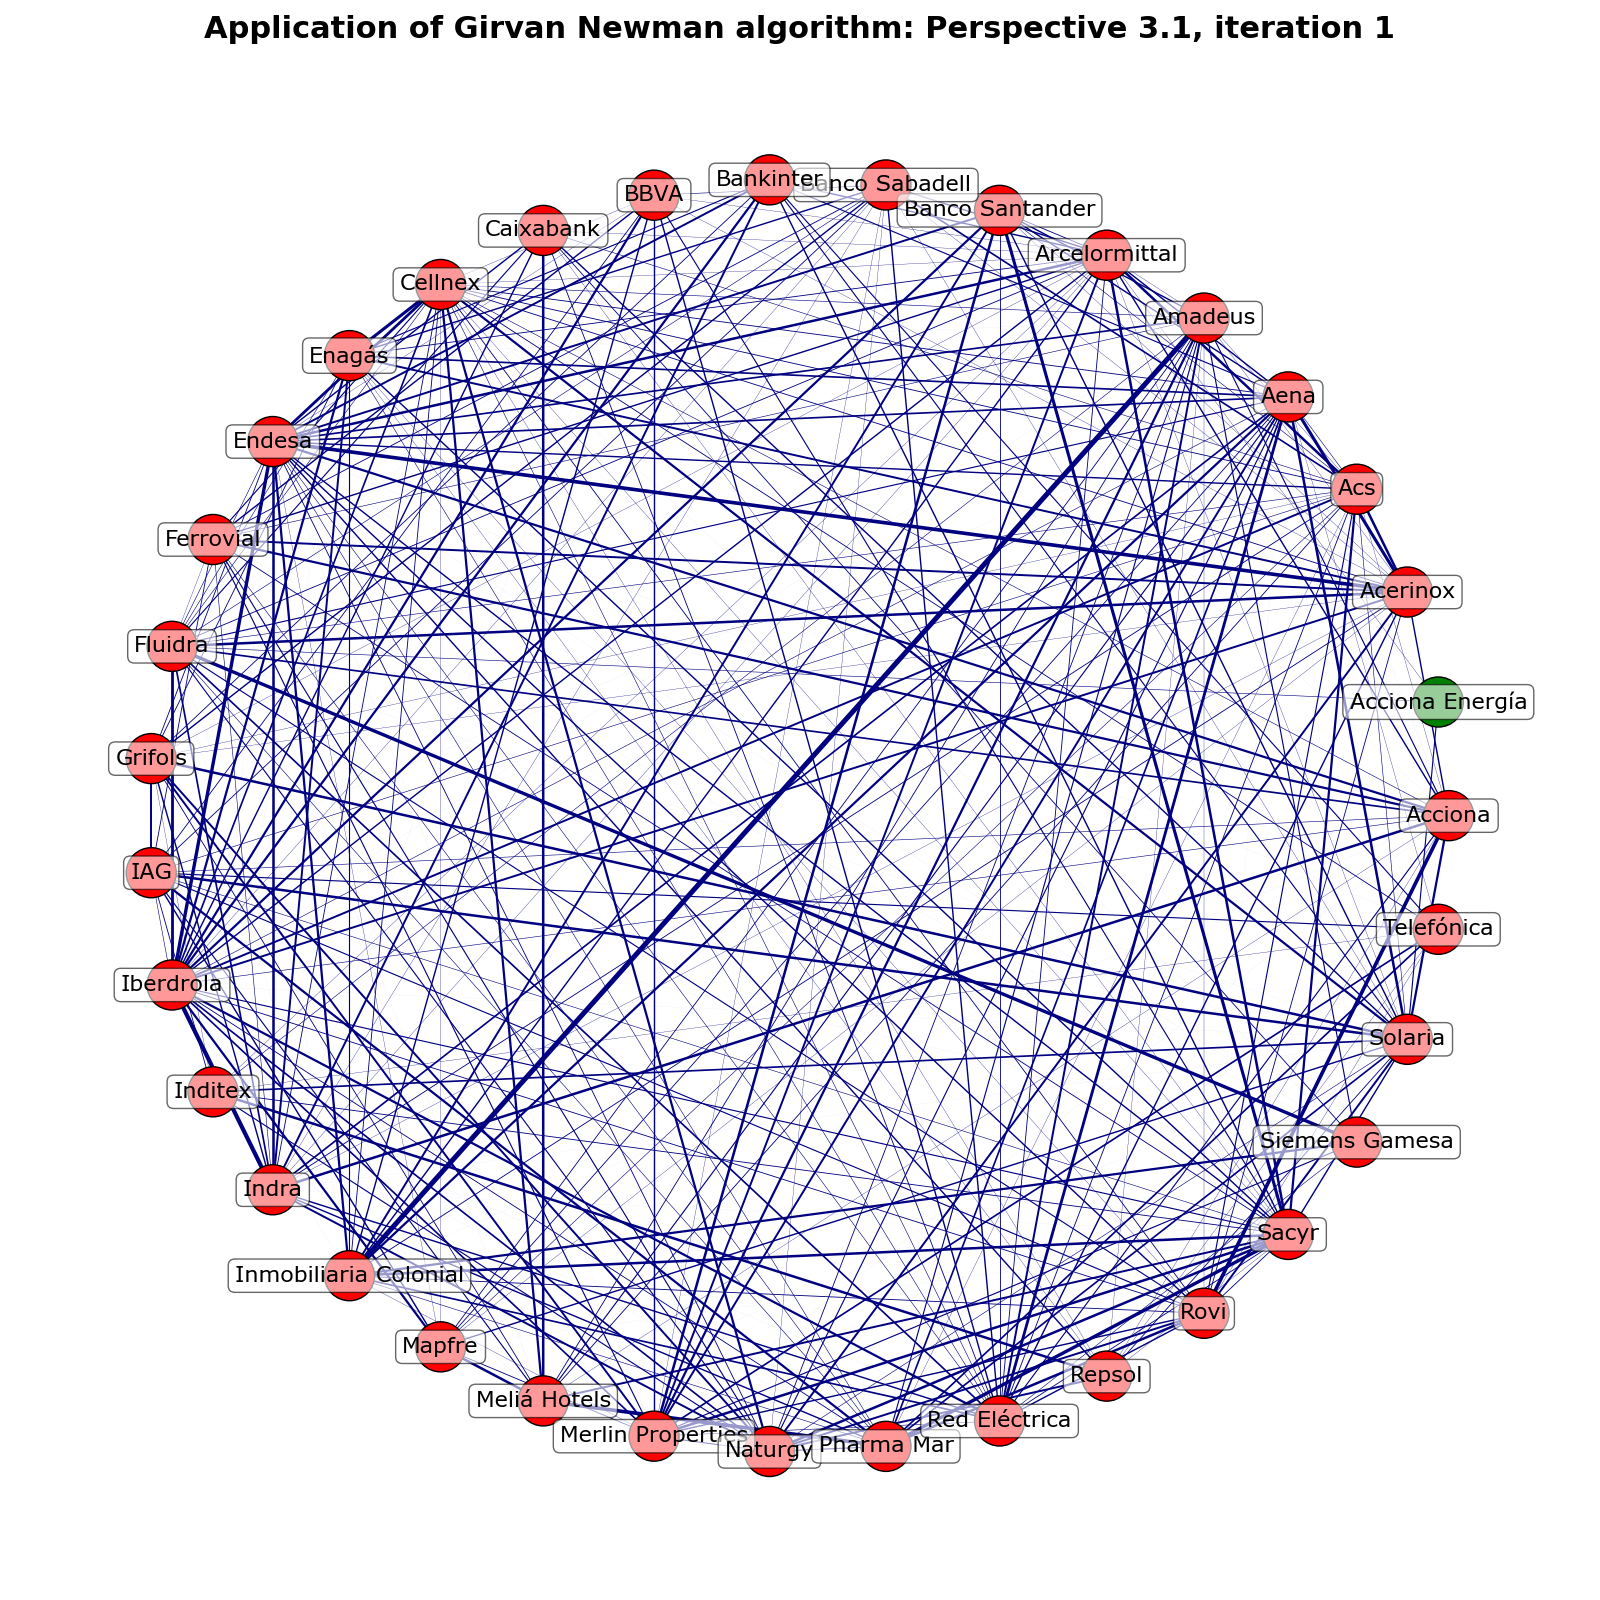 Application of Girvan Newman algorithm: Perspective 3.1, iteration 1
Bankinter
Banco Sabadell
BBVA
Banco Santander
Caixabank
Arcelormittal
Cellnex
Amadeus
Enagás
Aena
Endesa
Acs
Ferrovial
Acerinox
Fluidra
Acciona Energía
Grifols
Acciona
IAG
Telefónica
Iberdrola
Solaria
Inditex
Siemens Gamesa
Indra
Sacyr
Inmobiliaria Colonial
Rovi
Mapfre
Repsol
Meliá Hotels
Red Eléctrica
Merlin Properties
Pharma Mar
Naturgy